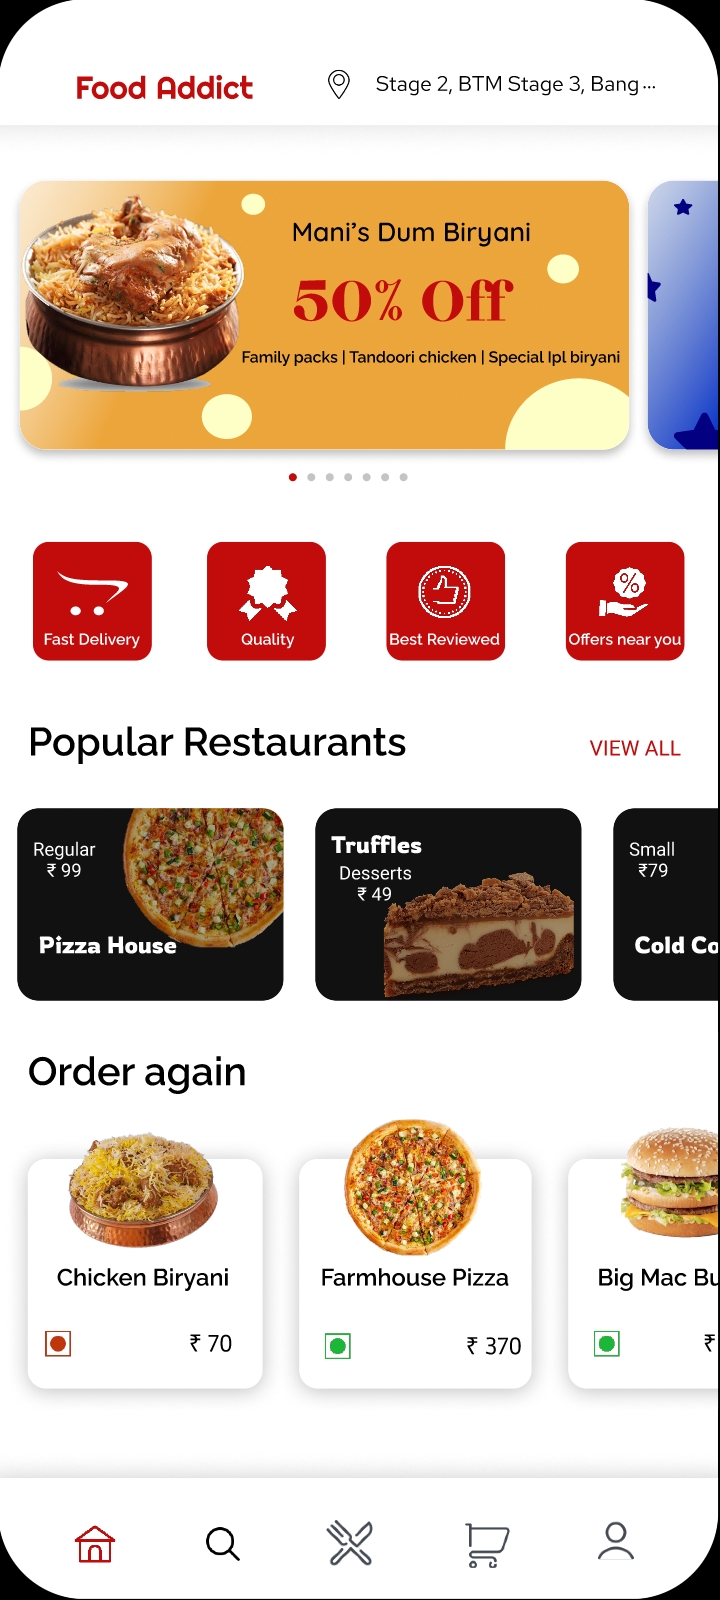 Food Addict
Stage 2, BTM Stage 3, Bang...
Mani's Dum Biryani
50% Off
Family packs | Tandoori chicken | Special Ipl biryani
Fast Delivery
Quality
Best Reviewed
%
Offers near you
Popular Restaurants
VIEW ALL
Regular
₹ 99
Pizza House
Truffles
Desserts
₹ 49
Small
₹79
Cold Co
Order again
Chicken Biryani
₹ 70
Farmhouse Pizza
₹ 370
Big Mac Bu
₹